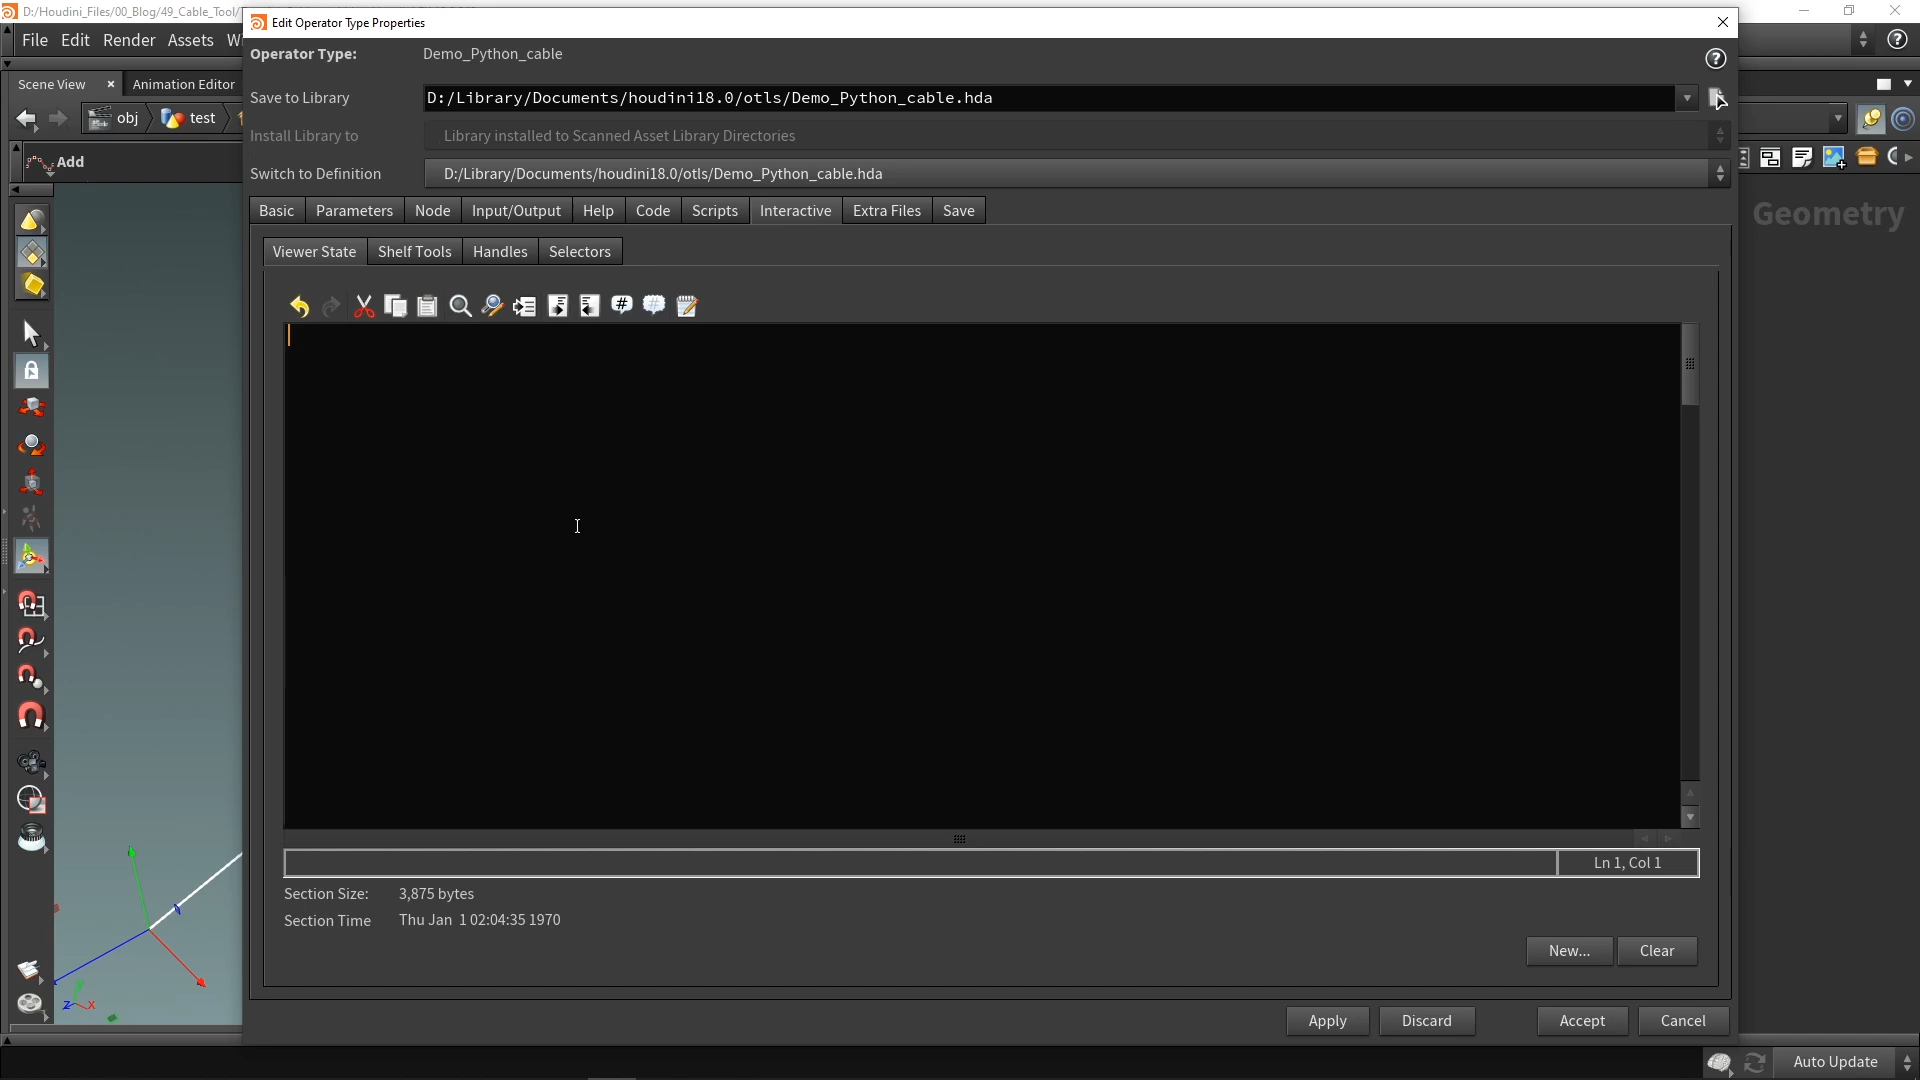 D:/Houdini_Files/00_Blog/49_Cable_Tool/
Edit Operator Type Properties
File Edit Render Assets Wi
Operator Type: Demo_Python_cable
Save to Library D:/Library/Documents/houdini18.0/otls/Demo_Python_cable.hda
Scene View Animation Editor
obj test
Install Library to Library installed to Scanned Asset Library Directories
Add
Switch to Definition D:/Library/Documents/houdini18.0/otls/Demo_Python_cable.hda
Basic Parameters Node Input/Output Help Code Scripts Interactive Extra Files Save
Geometry
Viewer State Shelf Tools Handles Selectors
Ln 1, Col 1
Section Size: 3,875 bytes
Section Time Thu Jan 1 02:04:35 1970
New... Clear
z x y
Apply Discard Accept Cancel
Auto Update